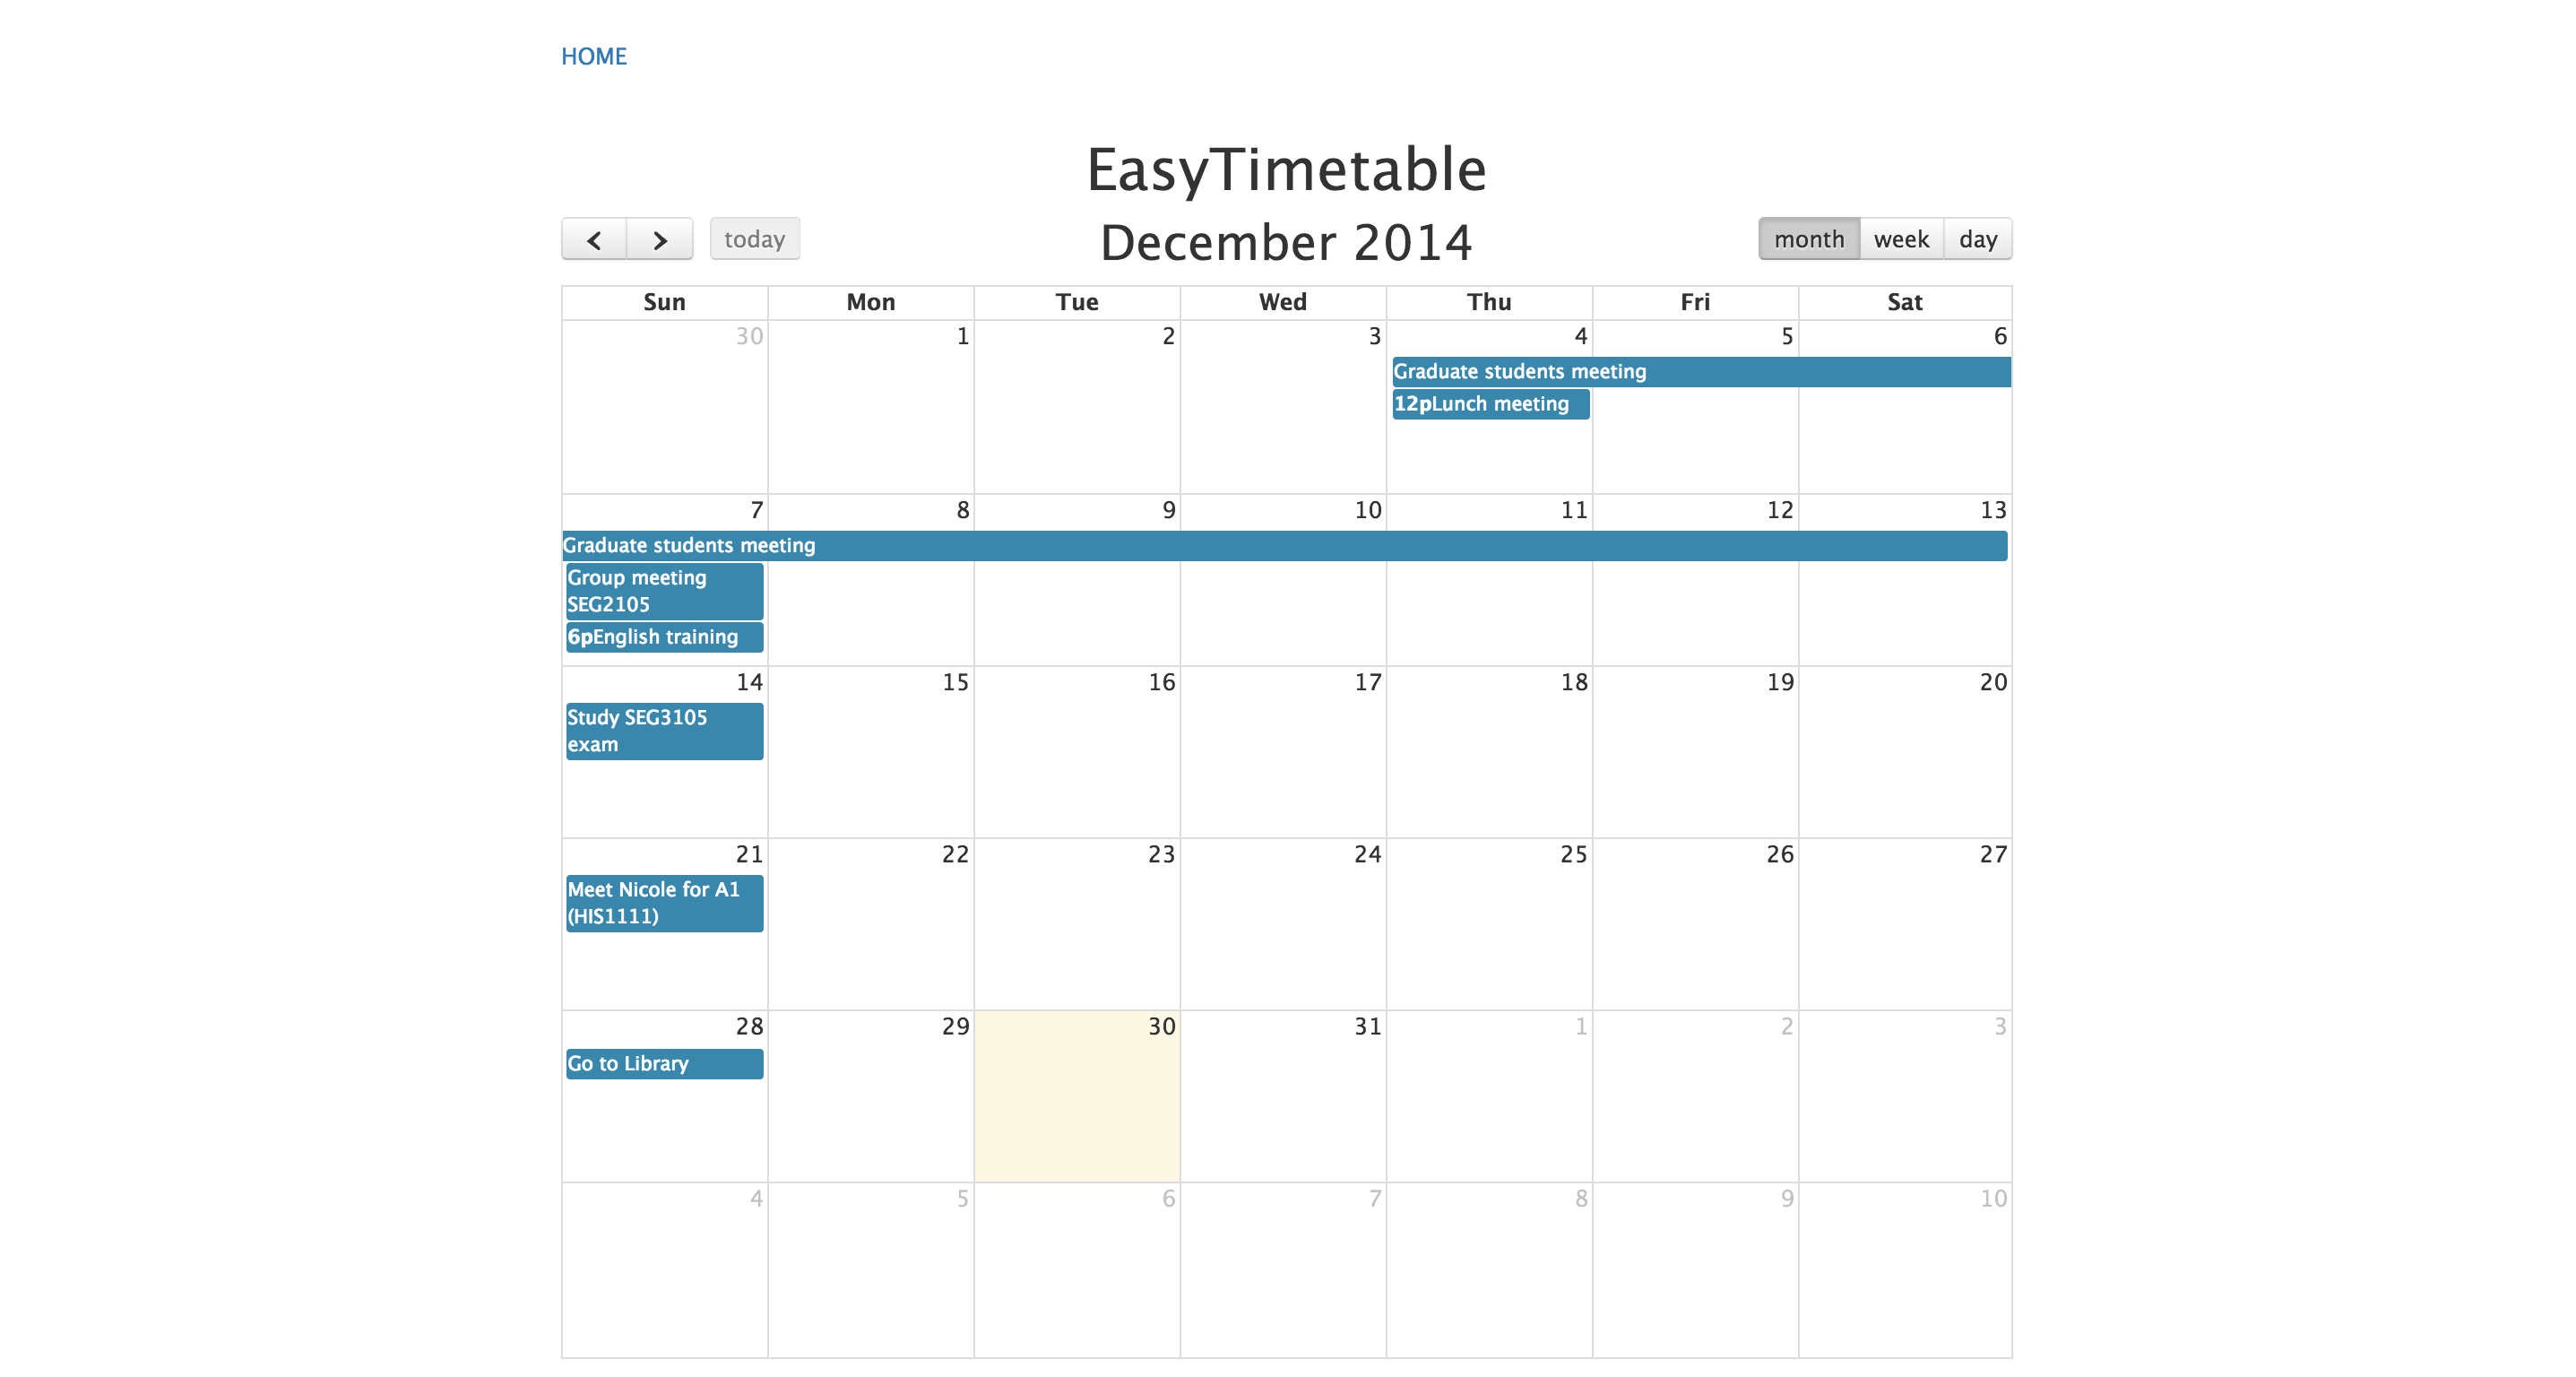 HOME
EasyTimetable
today
December 2014
month week day
Sun Mon Tue Wed Thu Fri Sat
30 1 2 3 4 5 6
Graduate students meeting
12pLunch meeting
7 8 9 10 11 12 13
Graduate students meeting
Group meeting
SEG2105
6pEnglish training
14 15 16 17 18 19 20
Study SEG3105
exam
21 22 23 24 25 26 27
Meet Nicole for A1
(HIS1111)
28 29 30 31 1 2 3
Go to Library
4 5 6 7 8 9 10